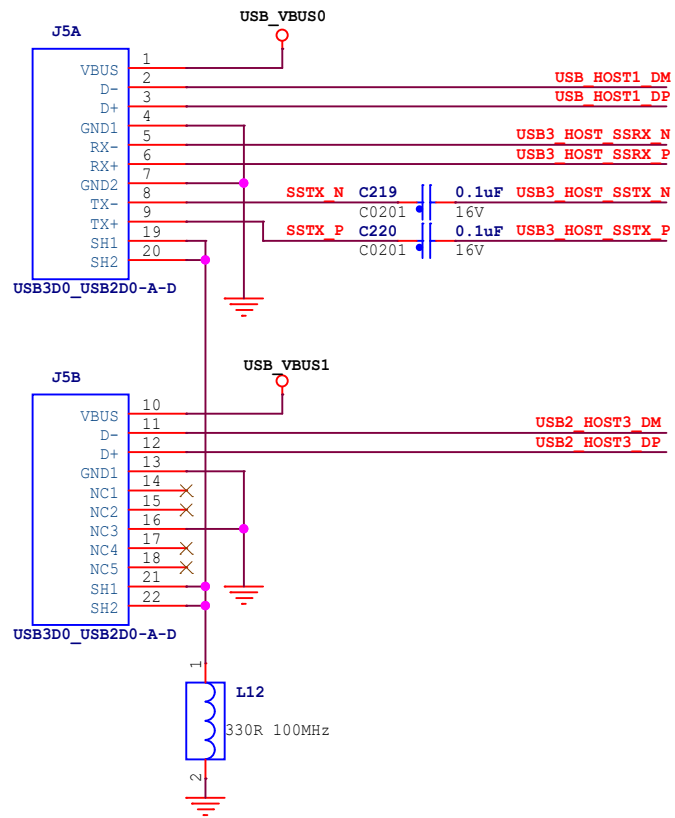 USB_VBUS0
J5A
VBUS 1
D- 2 USB_HOST1_DM
D+ 3 USB_HOST1_DP
GND1 4
RX- 5 USB3_HOST_SSRX_N
RX+ 6 USB3_HOST_SSRX_P
GND2 7
TX- 8 SSTX_N C219 0.1uF USB3_HOST_SSTX_N
C0201 16V
TX+ 9
SH1 19 SSTX_P C220 0.1uF USB3_HOST_SSTX_P
SH2 20 C0201 16V
USB3D0_USB2D0-A-D
USB_VBUS1
J5B
VBUS 10
D- 11 USB2_HOST3_DM
D+ 12 USB2_HOST3_DP
GND1 13
NC1 14
NC2 15
NC3 16
NC4 17
NC5 18
SH1 21
SH2 22
USB3D0_USB2D0-A-D
1
L12
330R 100MHz
2